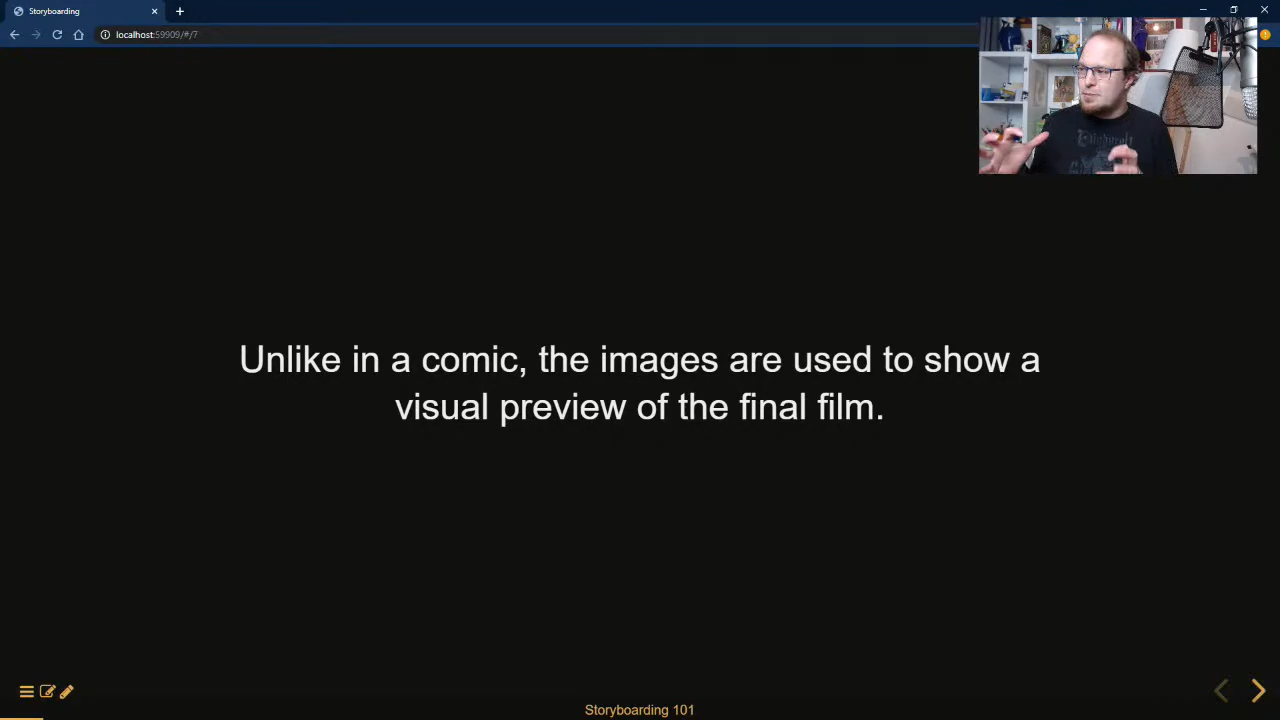 Storyboarding
localhost:59909/#/7
Unlike in a comic, the images are used to show a
visual preview of the final film.
Storyboarding 101